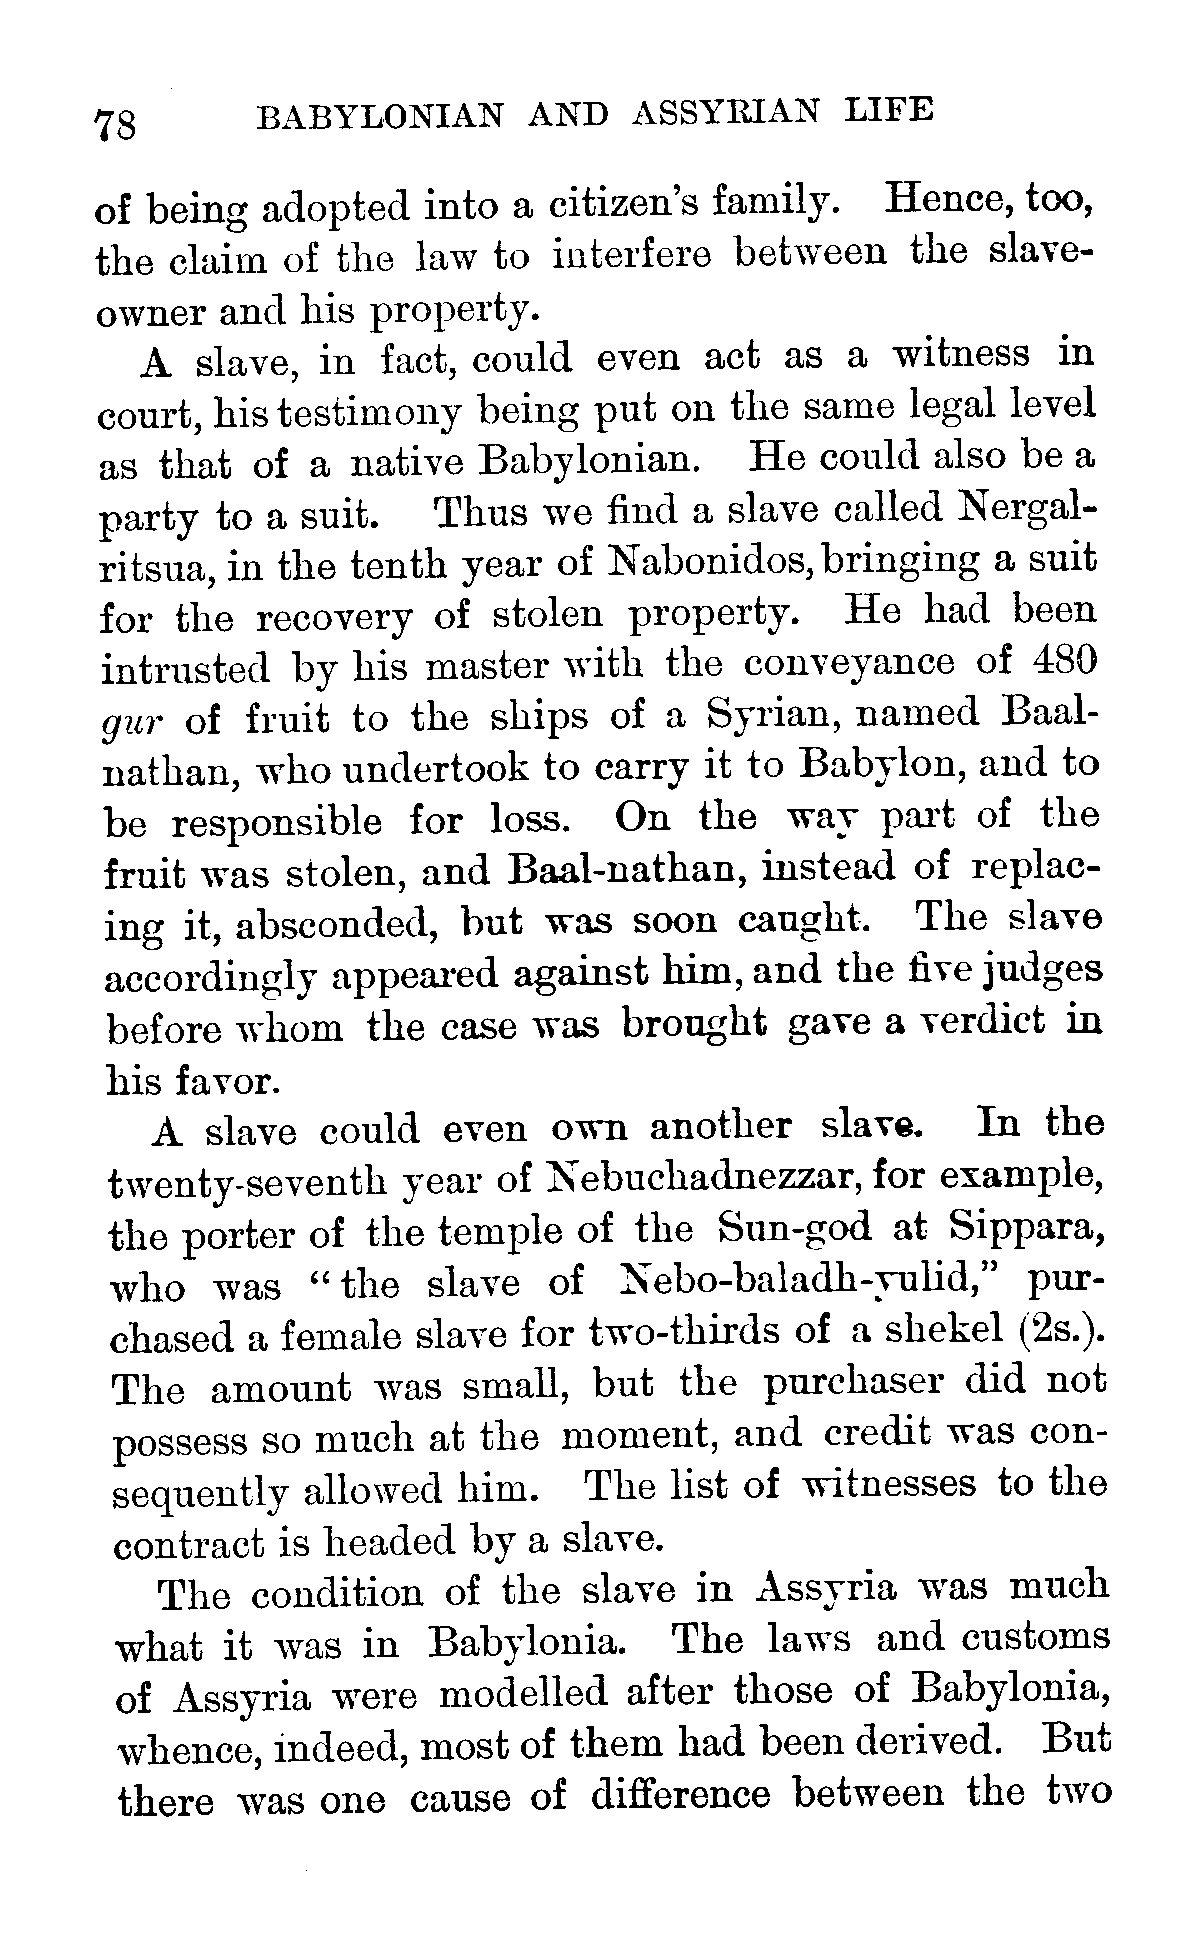 78 BABYLONIAN AND ASSYRIAN LIFE
of being adopted into a citizen's family. Hence, too,
the claim of the law to interfere between the slave-
owner and his property.
A slave, in fact, could even act as a witness in
court, his testimony being put on the same legal level
as that of a native Babylonian. He could also be a
party to a suit. Thus we find a slave called Nergal-
ritsua, in the tenth year of Nabonidos, bringing a suit
for the recovery of stolen property. He had been
intrusted by his master with the conveyance of 480
gur of fruit to the ships of a Syrian, named Baal-
nathan, who undertook to carry it to Babylon, and to
be responsible for loss. On the way part of the
fruit was stolen, and Baal-nathan, instead of replac-
ing it, absconded, but was soon caught. The slave
accordingly appeared against him, and the five judges
before whom the case was brought gave a verdict in
his favor.
A slave could even own another slave. In the
twenty-seventh year of Nebuchadnezzar, for example,
the porter of the temple of the Sun-god at Sippara,
who was “the slave of Nebo-baladh-yulid,” pur-
chased a female slave for two-thirds of a shekel (2s.).
The amount was small, but the purchaser did not
possess so much at the moment, and credit was con-
sequently allowed him. The list of witnesses to the
contract is headed by a slave.
The condition of the slave in Assyria was much
what it was in Babylonia. The laws and customs
of Assyria were modelled after those of Babylonia,
whence, indeed, most of them had been derived. But
there was one cause of difference between the two